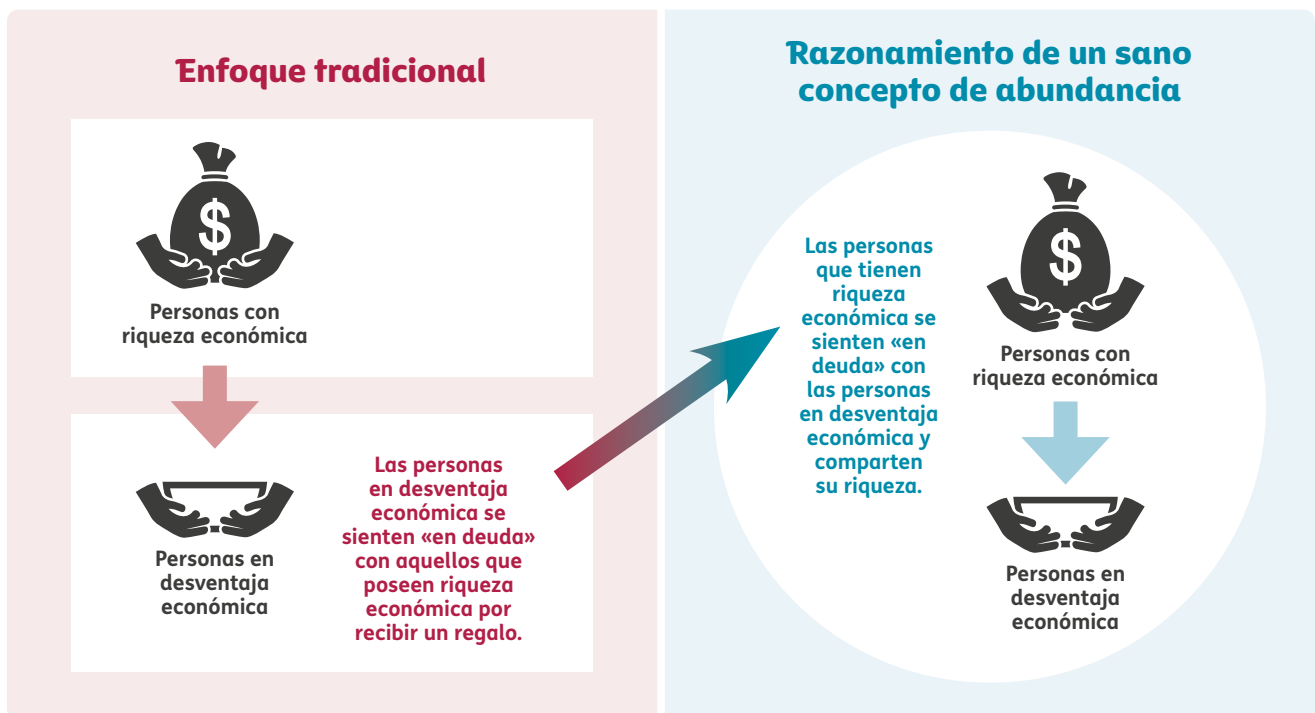 Enfoque tradicional
$
Personas con
riqueza económica
Personas en
desventaja
económica
Las personas
en desventaja
económica se
sienten «en deuda»
con aquellos que
poseen riqueza
económica por
recibir un regalo.
Razonamiento de un sano
concepto de abundancia
Las personas
que tienen
riqueza
económica se
sienten «en
deuda» con
las personas
en desventaja
económica y
comparten
su riqueza.
$
Personas con
riqueza económica
Personas en
desventaja
económica